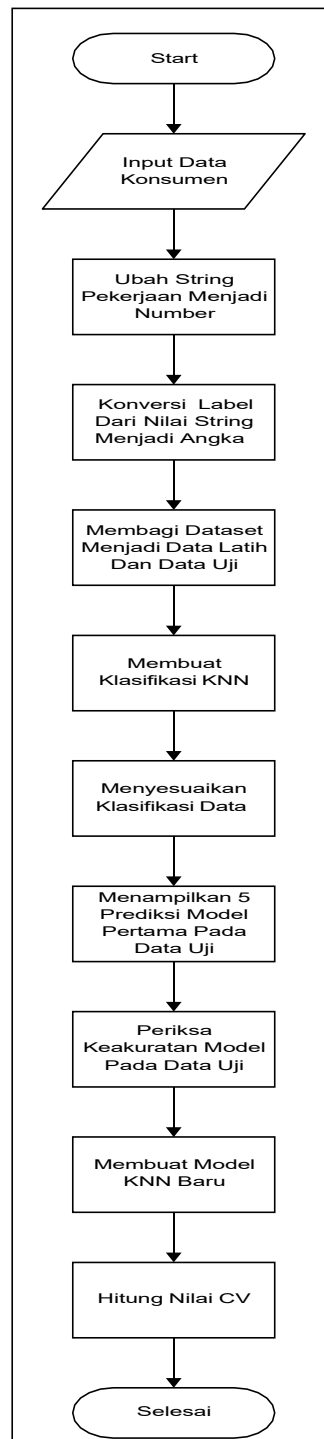 Start
Input Data
Konsumen
Ubah String
Pekerjaan Menjadi
Number
Konversi Label
Dari Nilai String
Menjadi Angka
Membagi Dataset
Menjadi Data Latih
Dan Data Uji
Membuat
Klasifikasi KNN
Menyesuaikan
Klasifikasi Data
Menampilkan 5
Prediksi Model
Pertama Pada
Data Uji
Periksa
Keakuratan Model
Pada Data Uji
Membuat Model
KNN Baru
Hitung Nilai CV
Selesai